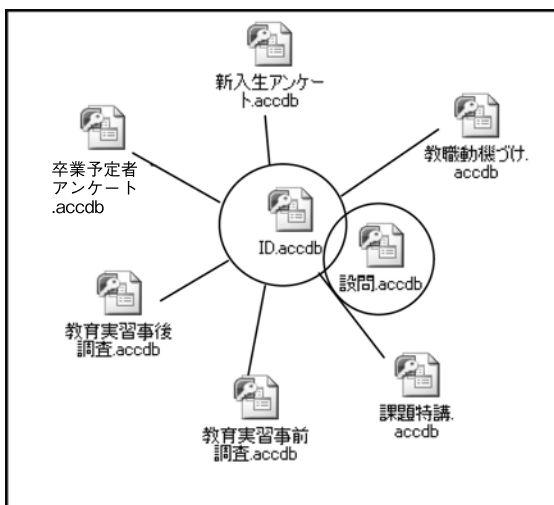 新入生アンケー
ト.accdb
教職動機づけ.
accdb
卒業予定者
アンケート
.accdb
ID.accdb
設問.accdb
教育実習事後
調査.accdb
課題特講.
accdb
教育実習事前
調査.accdb